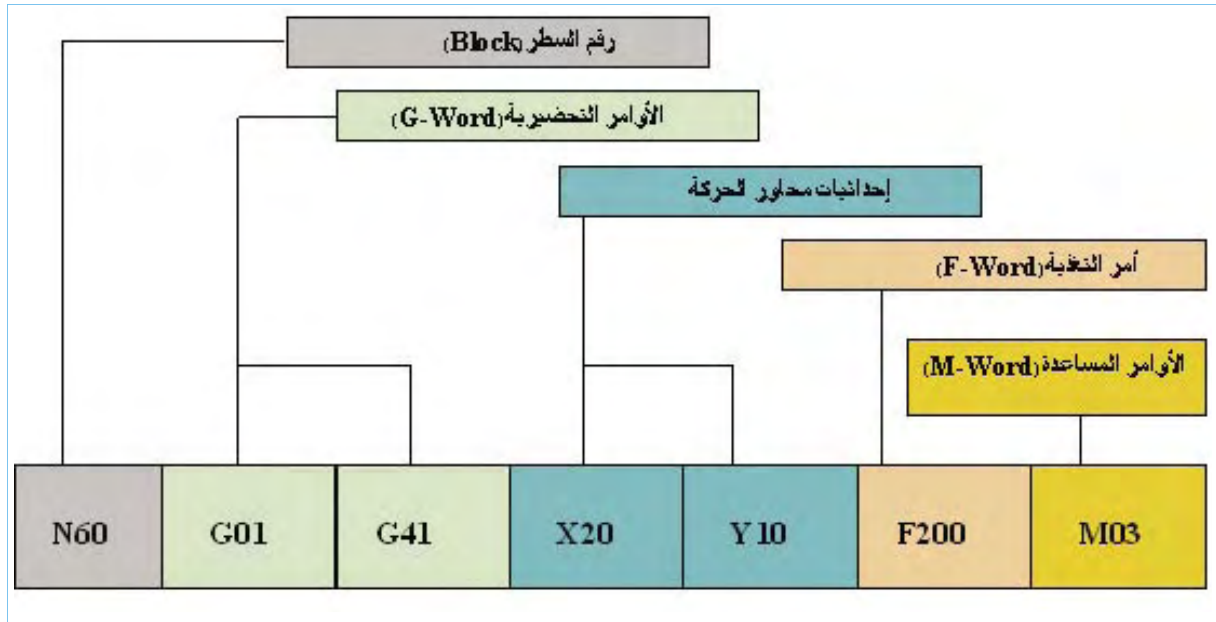 رقم السطر (Block)
الأوامر التحضيرية (G-Word)
إحداثيات محاور الحركة
أمر التغذية (F-Word)
الأوامر المساعدة (M-Word)
N60 G01 G41 X20 Y10 F200 M03